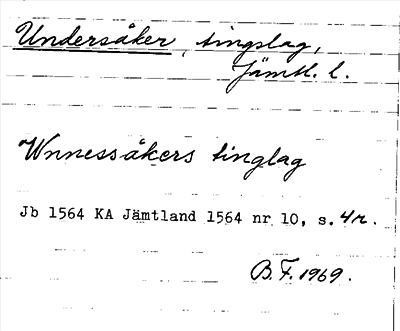 Undersåker, tingslag,
Jämtl. l.
Wnnessåkers tinglag
Jb 1564 KA Jämtland 1564 nr 10, s. 4r.
B.F. 1969.